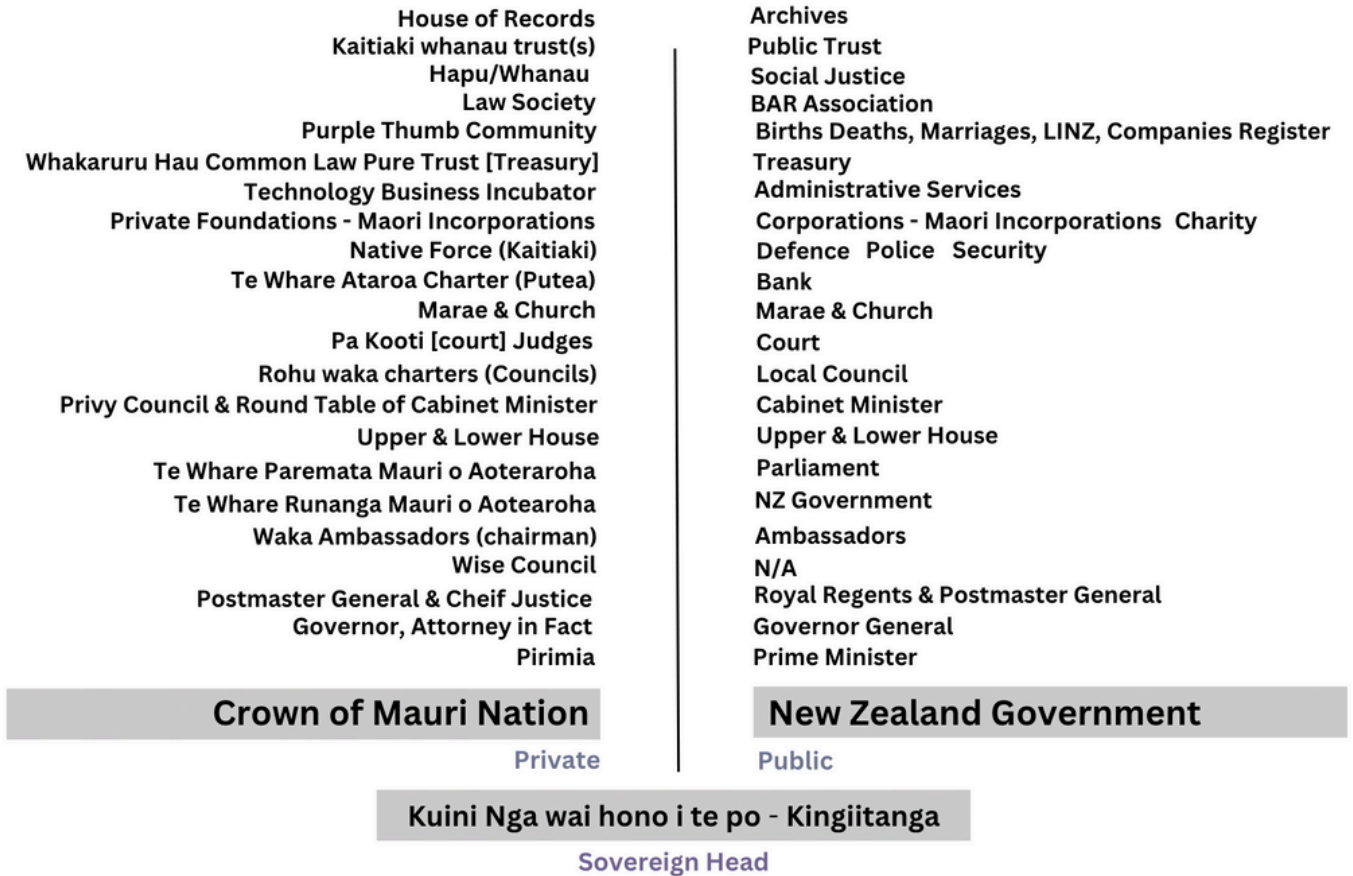 House of Records
Archives
Kaitiaki whanau trust(s)
Public Trust
Hapu/Whanau
Social Justice
Law Society
BAR Association
Purple Thumb Community
Births Deaths, Marriages, LINZ, Companies Register
Whakaruru Hau Common Law Pure Trust [Treasury]
Treasury
Technology Business Incubator
Administrative Services
Private Foundations - Maori Incorporations
Corporations - Maori Incorporations Charity
Native Force (Kaitiaki)
Defence Police Security
Te Whare Ataroa Charter (Putea)
Bank
Marae & Church
Marae & Church
Pa Kooti [court] Judges
Court
Rohu waka charters (Councils)
Local Council
Privy Council & Round Table of Cabinet Minister
Cabinet Minister
Upper & Lower House
Upper & Lower House
Te Whare Paremata Mauri o Aoteraroha
Parliament
Te Whare Runanga Mauri o Aotearoha
NZ Government
Waka Ambassadors (chairman)
Ambassadors
Wise Council
N/A
Postmaster General & Cheif Justice
Royal Regents & Postmaster General
Governor, Attorney in Fact
Governor General
Pirimia
Prime Minister
Crown of Mauri Nation
New Zealand Government
Private
Public
Kuini Nga wai hono i te po - Kingiitanga
Sovereign Head